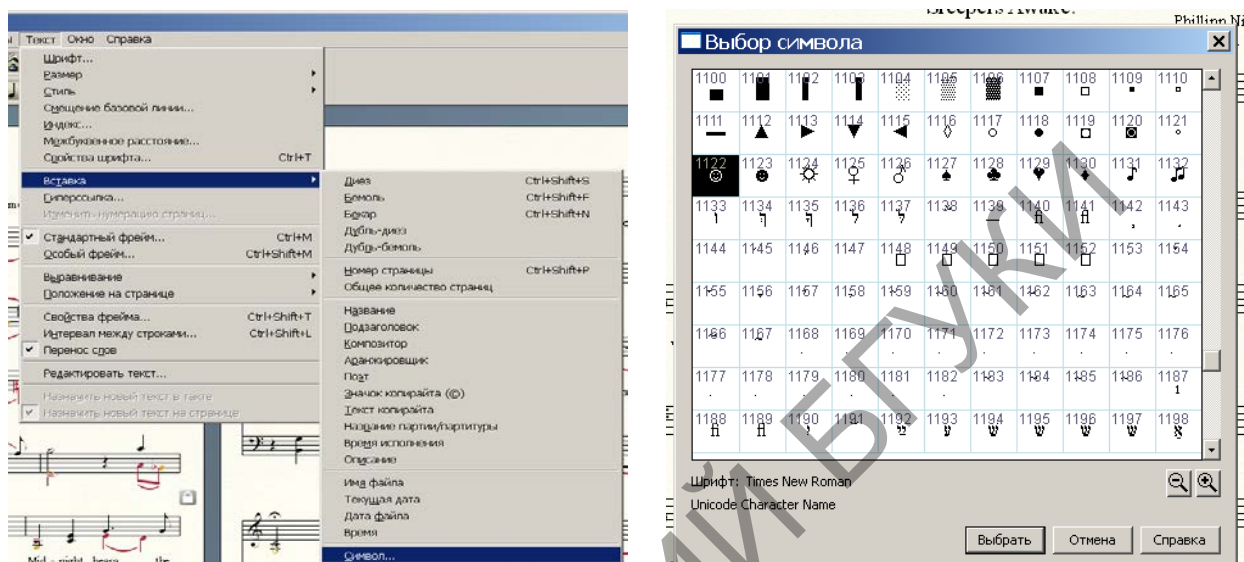 Текст Окно Справка
Шрифт...
Размер
Стиль
Смещение базовой линии...
Индекс...
Межбуквенное расстояние...
Свойства шрифта... Ctrl+T
Вставка
Гиперссылка...
Изменить нумерацию страниц...
Стандартный фрейм... Ctrl+M
Особый фрейм... Ctrl+Shift+M
Выравнивание
Положение на странице
Свойства фрейма... Ctrl+Shift+T
Интервал между строками... Ctrl+Shift+L
Перенос слов
Редактировать текст...
Назначить новый текст в такте
Назначить новый текст на странице
Диез Ctrl+Shift+S
Бемоль Ctrl+Shift+F
Бекар Ctrl+Shift+N
Дубль-диез
Дубль-бемоль
Номер страницы Ctrl+Shift+P
Общее количество страниц
Название
Подзаголовок
Композитор
Аранжировщик
Поэт
Значок копирайта (©)
Текст копирайта
Название партии/партитуры
Время исполнения
Описание
Имя файла
Текущая дата
Дата файла
Время
Символ...
Mid - night hears the
Sleepers Awake!
Phillipp Ni
Выбор символа
1100 1101 1102 1103 1104 1105 1106 1107 1108 1109 1110
1111 1112 1113 1114 1115 1116 1117 1118 1119 1120 1121
1122 1123 1124 1125 1126 1127 1128 1129 1130 1131 1132
1133 1134 1135 1136 1137 1138 1139 1140 1141 1142 1143
1144 1145 1146 1147 1148 1149 1150 1151 1152 1153 1154
1155 1156 1157 1158 1159 1160 1161 1162 1163 1164 1165
1166 1167 1168 1169 1170 1171 1172 1173 1174 1175 1176
1177 1178 1179 1180 1181 1182 1183 1184 1185 1186 1187
1188 1189 1190 1191 1192 1193 1194 1195 1196 1197 1198
Шрифт: Times New Roman
Unicode Character Name
Выбрать Отмена Справка
БГУКИ